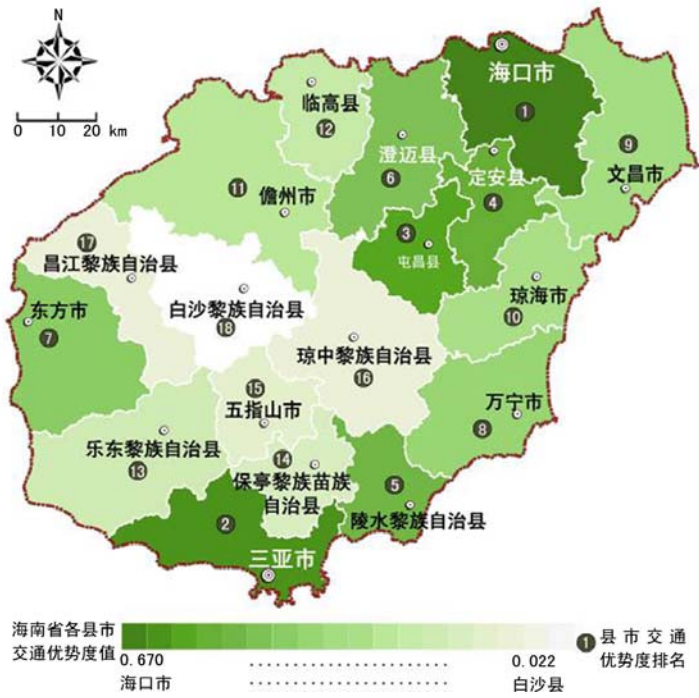 N
0 10 20 km
海口市
1
临高县
12
澄迈县
6
定安县
4
9
文昌市
11
儋州市
3
屯昌县
17
昌江黎族自治县
东方市
7
白沙黎族自治县
18
琼海市
10
琼中黎族自治县
16
15
五指山市
万宁市
8
乐东黎族自治县
13
14
保亭黎族苗族
自治县
5
陵水黎族自治县
2
三亚市
海南省各县市
交通优势度值
0.670
海口市
0.022
白沙县
1 县市交通
优势度排名